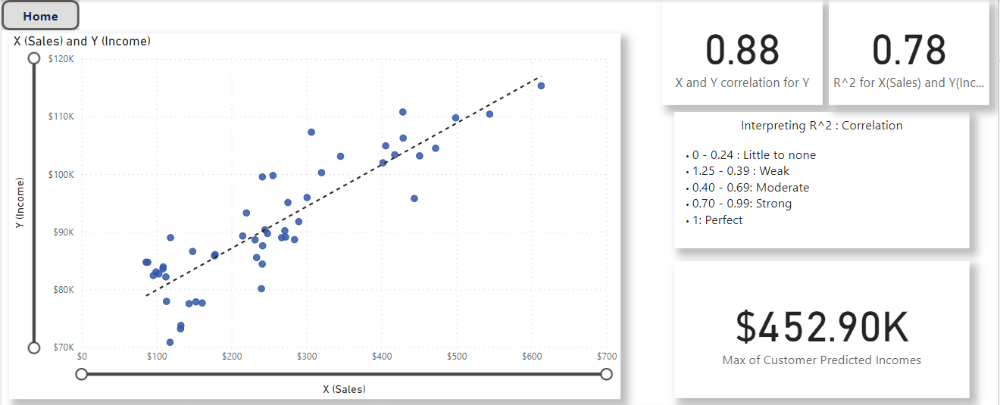 Home
X (Sales) and Y (Income)
$120K
$110K
$100K
$90K
$80K
$70K
Y (Income)
$0 $100 $200 $300 $400 $500 $600 $700
X (Sales)
0.88
X and Y correlation for Y
0.78
R^2 for X(Sales) and Y(Inc...
Interpreting R^2 : Correlation
• 0 - 0.24 : Little to none
• 1.25 - 0.39 : Weak
• 0.40 - 0.69: Moderate
• 0.70 - 0.99: Strong
• 1: Perfect
$452.90K
Max of Customer Predicted Incomes